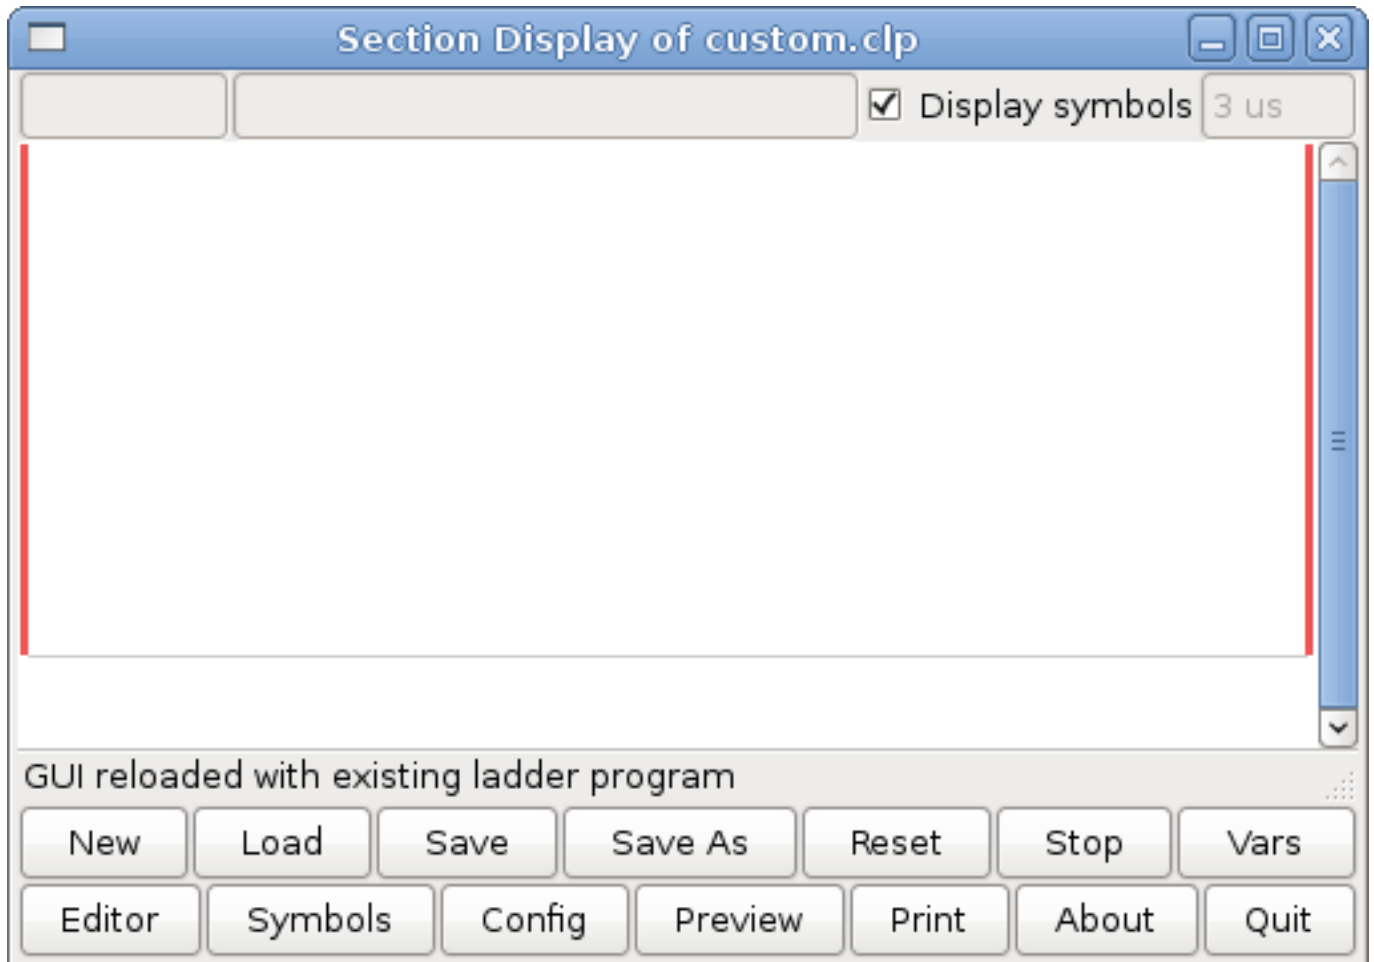 Section Display of custom.clp
Display symbols 3 us
GUI reloaded with existing ladder program
New Load Save Save As Reset Stop Vars
Editor Symbols Config Preview Print About Quit